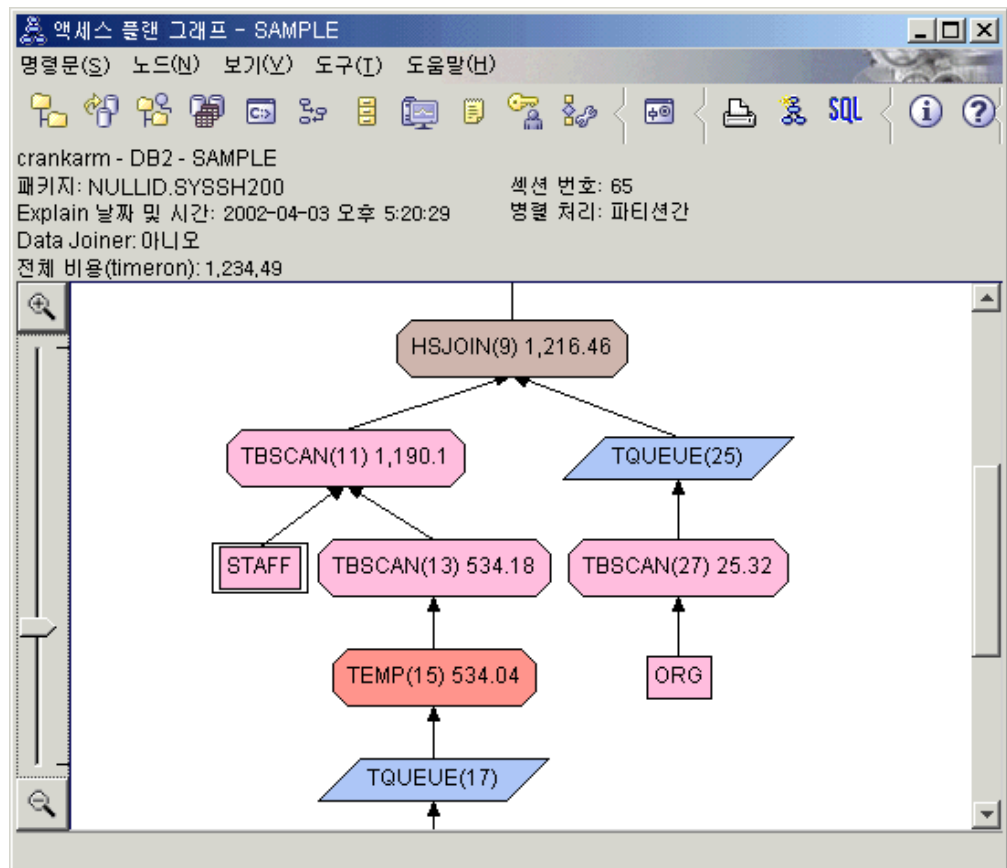 액세스 플랜 그래프 - SAMPLE
명령문(S) 노드(N) 보기(V) 도구(T) 도움말(H)
C:> SQL i ?
crankarm - DB2 - SAMPLE
패키지: NULLID.SYSSH200 섹션 번호: 65
Explain 날짜 및 시간: 2002-04-03 오후 5:20:29 병렬 처리: 파티션간
Data Joiner: 아니오
전체 비용(timeron): 1,234,49
HSJOIN(9) 1,216.46
TBSCAN(11) 1,190.1 TQUEUE(25)
STAFF TBSCAN(13) 534.18 TBSCAN(27) 25.32
TEMP(15) 534.04 ORG
TQUEUE(17)